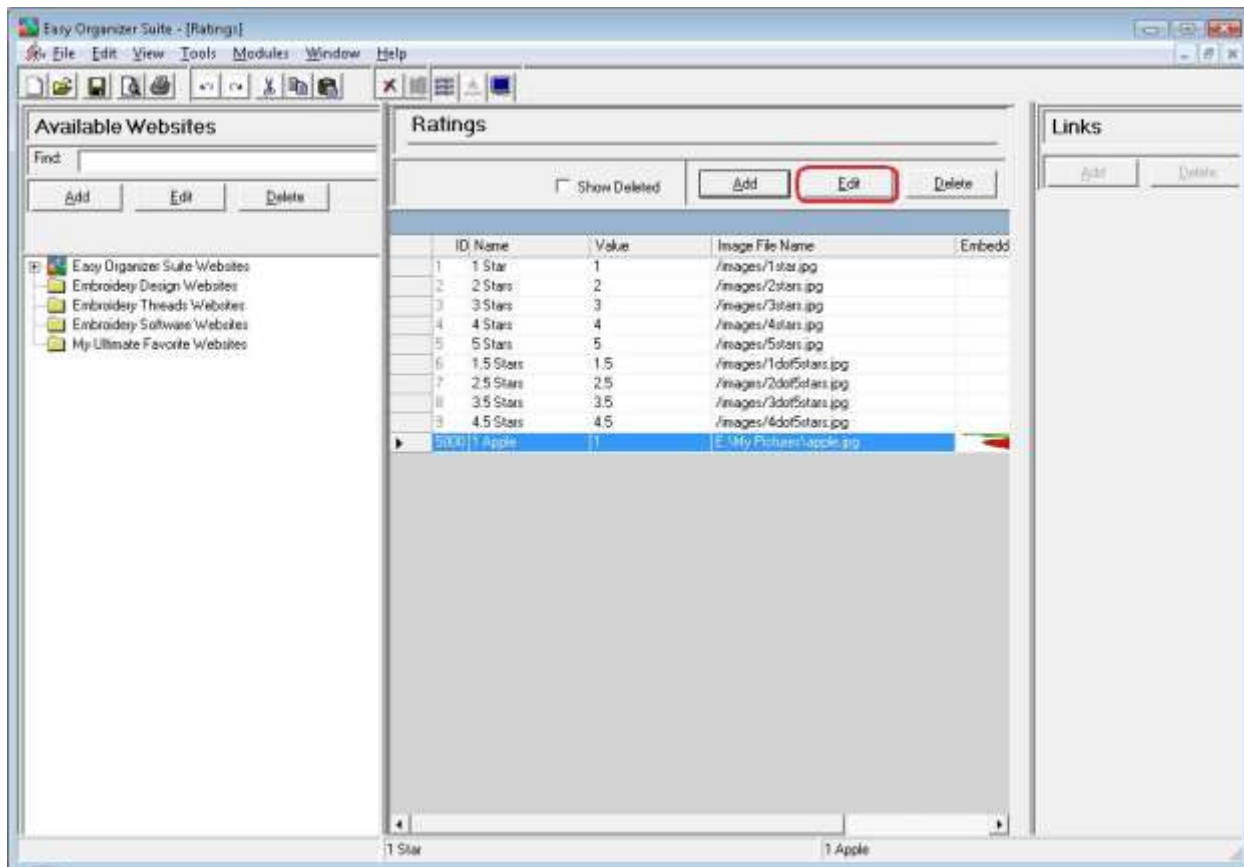 Easy Organizer Suite - [Ratings]
File Edit View Tools Modules Window Help
Available Websites
Find:
Add Edit Delete
Easy Organizer Suite Websites
Embroidery Design Websites
Embroidery Threads Websites
Embroidery Software Websites
My Ultimate Favorite Websites
Ratings
Show Deleted Add Edit Delete
ID Name Value Image File Name Embedd
1 1 Star 1 /images/1star.jpg
2 2 Stars 2 /images/2stars.jpg
3 3 Stars 3 /images/3stars.jpg
4 4 Stars 4 /images/4stars.jpg
5 5 Stars 5 /images/5stars.jpg
6 1.5 Stars 1.5 /images/1dot5stars.jpg
7 2.5 Stars 2.5 /images/2dot5stars.jpg
8 3.5 Stars 3.5 /images/3dot5stars.jpg
9 4.5 Stars 4.5 /images/4dot5stars.jpg
5000 1 Apple 1 E:\My Pictures\apple.jpg
Links
Add Delete
1 Star 1 Apple